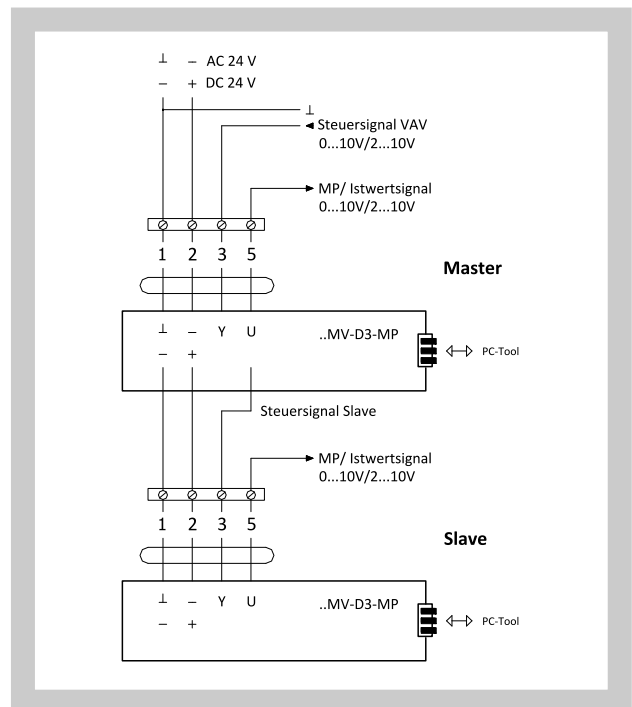 ⊥ ∼ AC 24 V
− + DC 24 V
⊥
Steuersignal VAV
0...10V/2...10V
MP/ Istwertsignal
0...10V/2...10V
1 2 3 5
Master
⊥ ∼ Y U ..MV-D3-MP
− +
PC-Tool
Steuersignal Slave
MP/ Istwertsignal
0...10V/2...10V
1 2 3 5
Slave
⊥ ∼ Y U ..MV-D3-MP
− +
PC-Tool